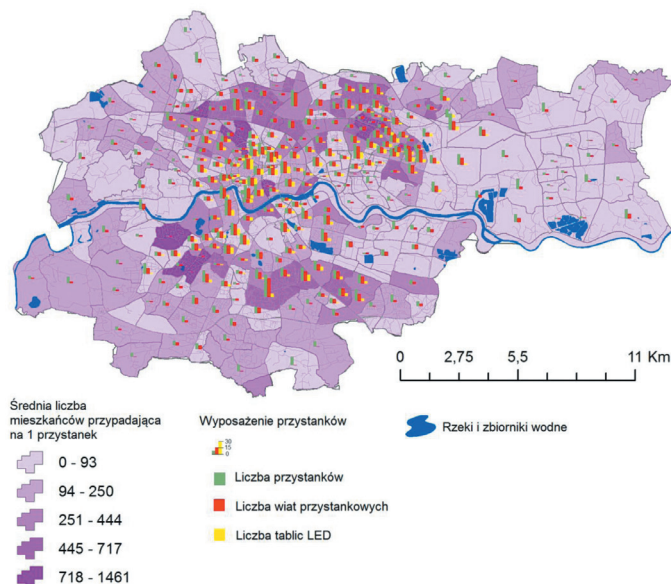 0
2,75
5,5
11 Km
Średnia liczba
mieszkańców przypadająca
na 1 przystanek
0 - 93
94 - 250
251 - 444
445 - 717
718 - 1461
Wyposażenie przystanków
30
15
0
Liczba przystanków
Liczba wiat przystankowych
Liczba tablic LED
Rzeki i zbiorniki wodne